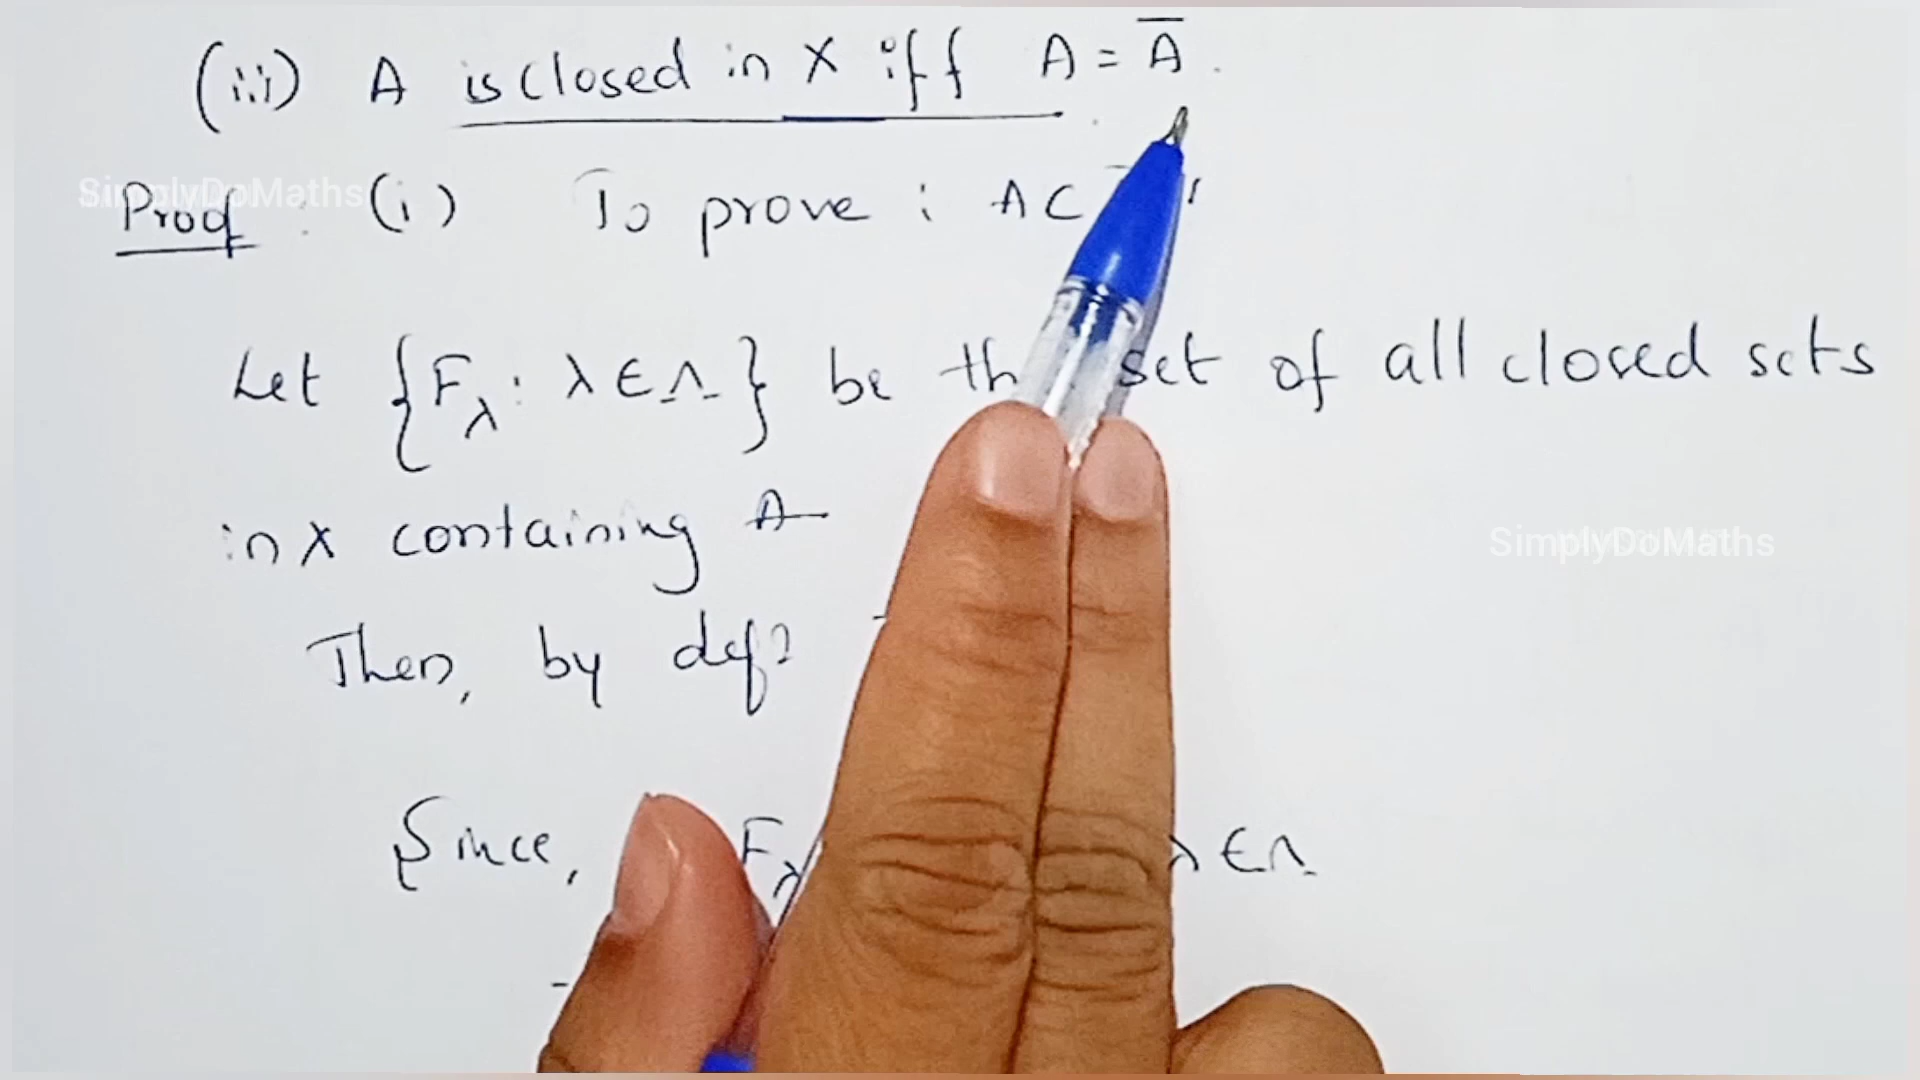 (iii) A is closed in X iff A = A̅.
Proof : (i) To prove : A ⊂
Let {F_λ : λ ∈ Λ} be set of all closed sets
in X containing A
Then, by defn
Since, F_λ λ ∈ Λ
SimplyDoMaths
SimplyDoMaths